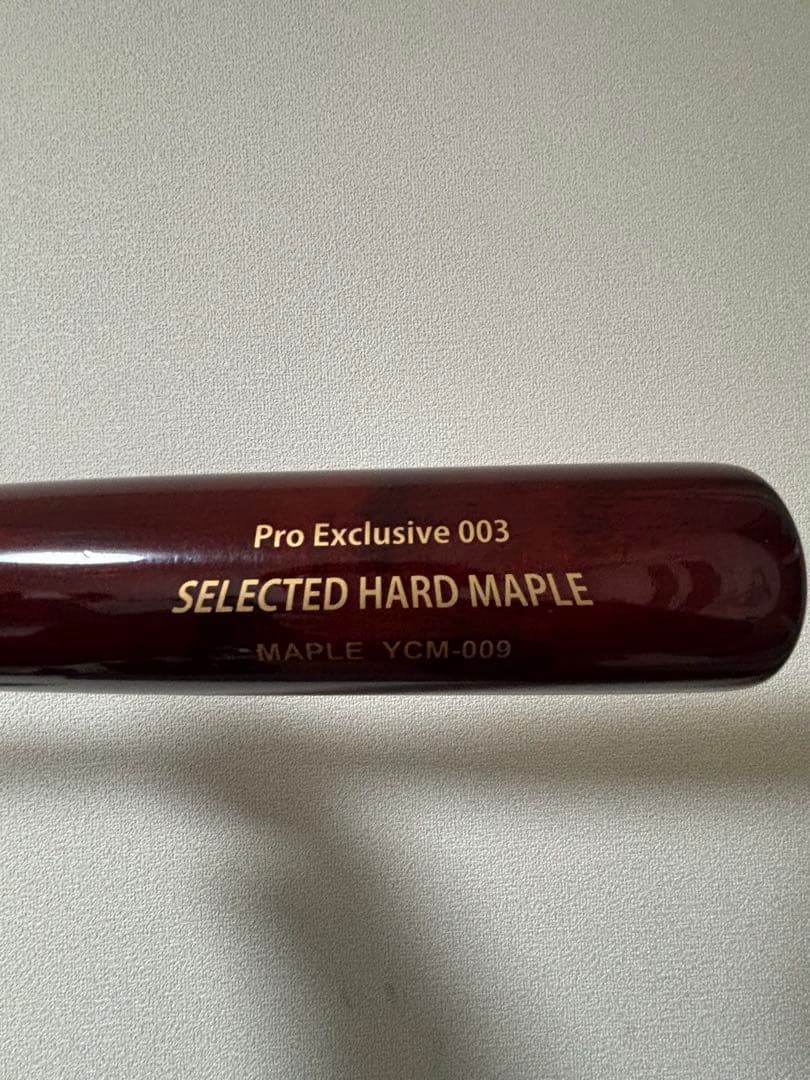 Pro Exclusive 003
SELECTED HARD MAPLE
MAPLE YCM-009